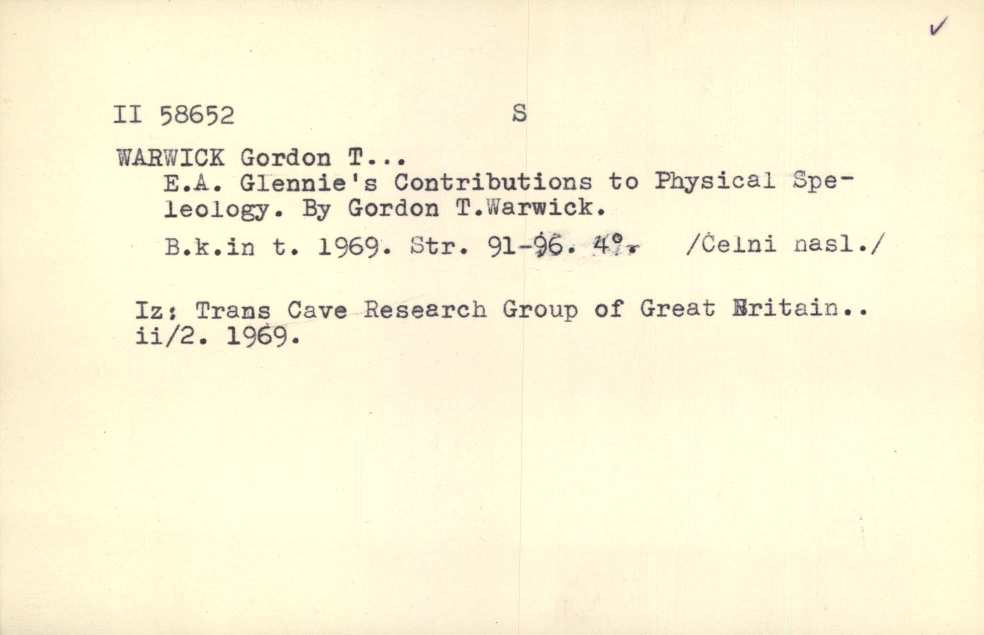 II 58652 S
WARWICK Gordon T...
E.A. Glennie's Contributions to Physical Spe-
leology. By Gordon T.Warwick.
B.k.in t. 1969. Str. 91-96. 4°. /Čelni nasl./
Iz: Trans Cave Research Group of Great Britain..
ii/2. 1969.